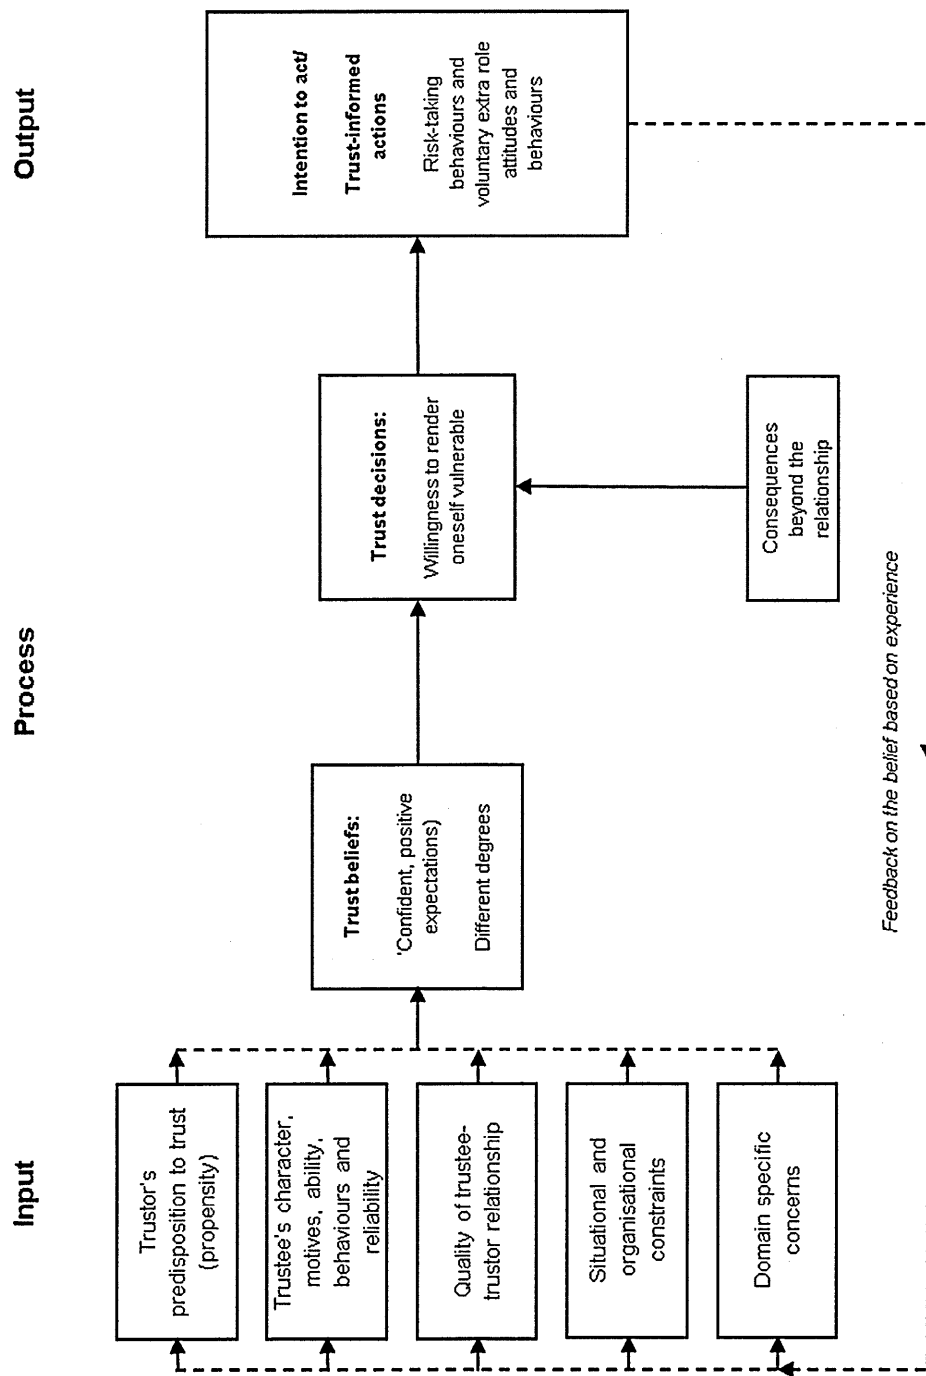 Input
Process
Output
Trustor's
predisposition to trust
(propensity)
Trustee's character,
motives, ability,
behaviours and
reliability
Quality of trustee-
trustor relationship
Situational and
organisational
constraints
Domain specific
concerns
Trust beliefs:
'Confident, positive
expectations)
Different degrees
Trust decisions:
Willingness to render
oneself vulnerable
Consequences
beyond the
relationship
Intention to act/
Trust-informed
actions
Risk-taking
behaviours and
voluntary extra role
attitudes and
behaviours
Feedback on the belief based on experience